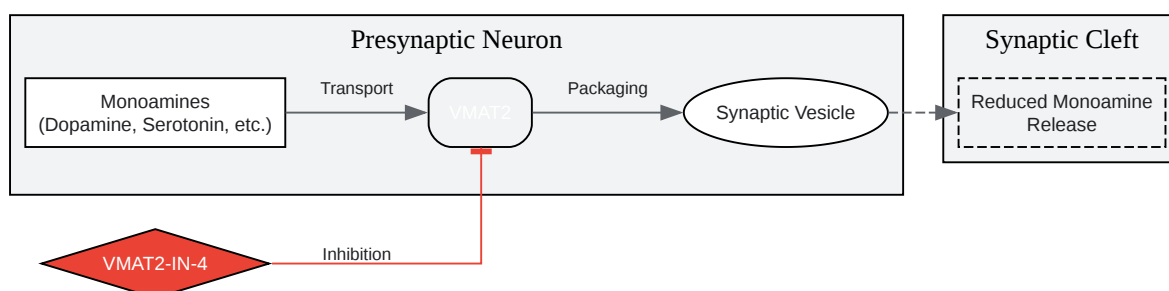 Presynaptic Neuron
Synaptic Cleft
Monoamines
(Dopamine, Serotonin, etc.)
Transport
VMAT2
Packaging
Synaptic Vesicle
Reduced Monoamine
Release
VMAT2-IN-4
Inhibition